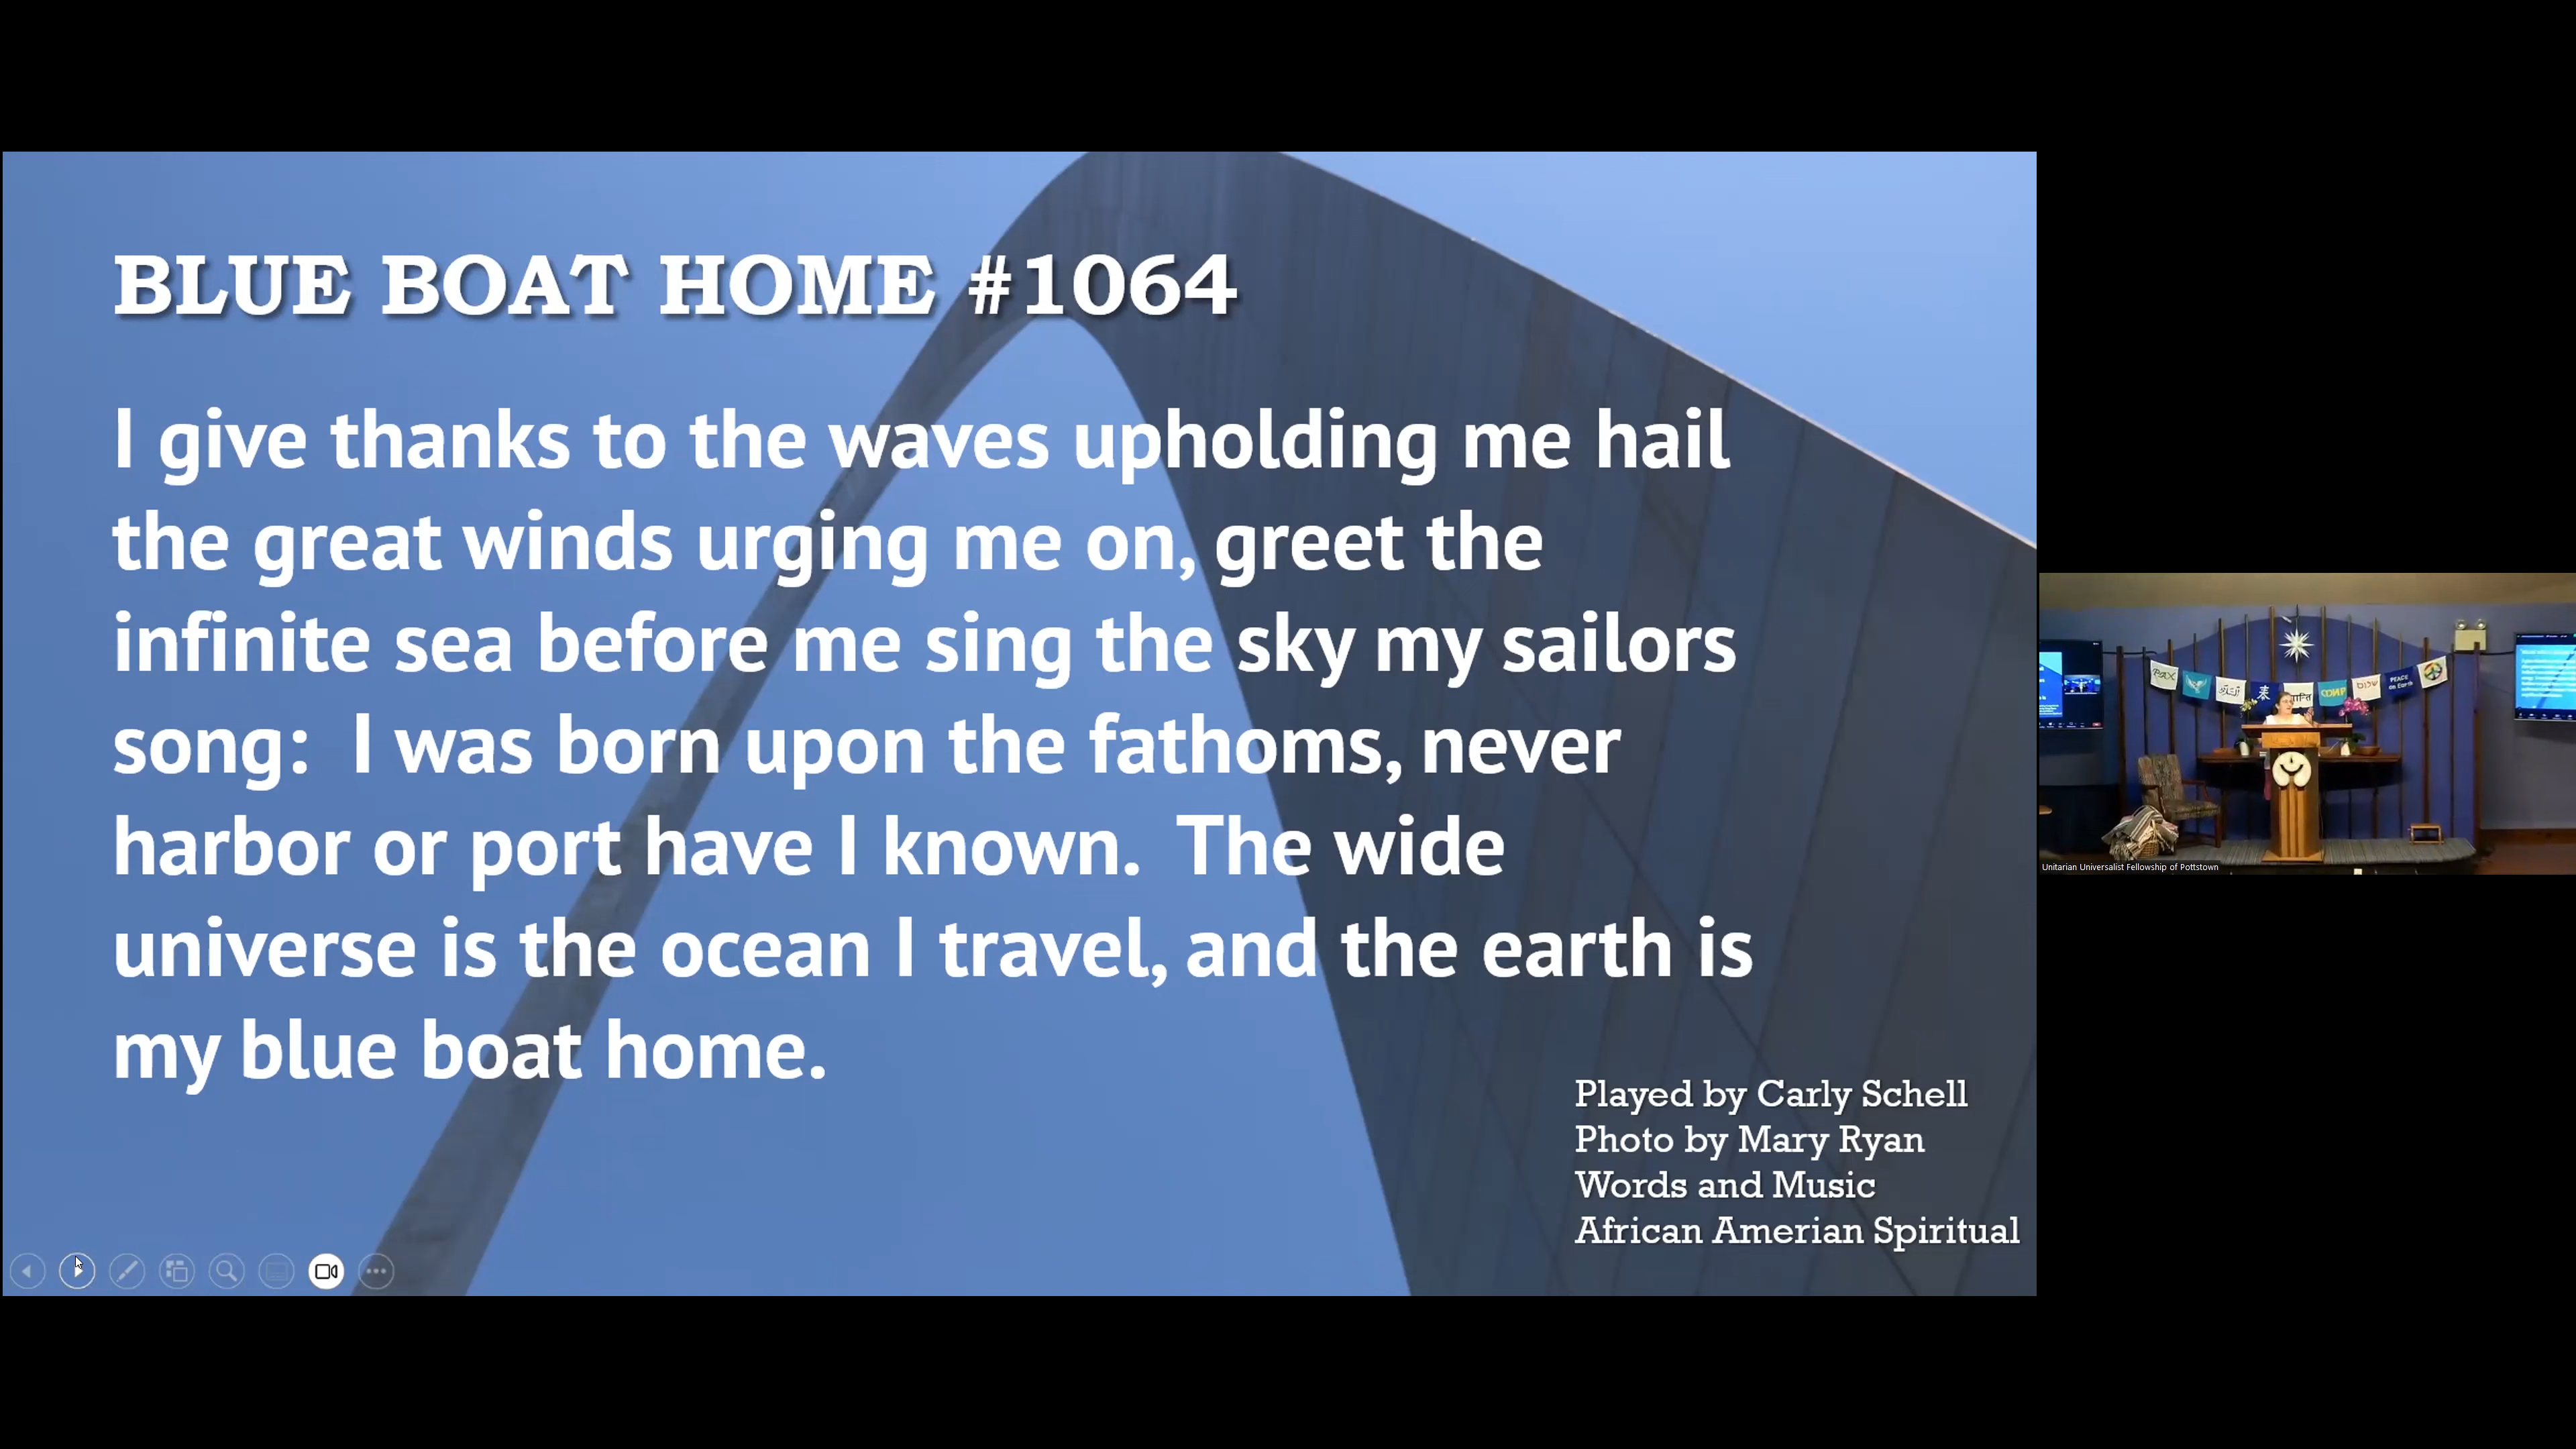 BLUE BOAT HOME #1064
I give thanks to the waves upholding me hail
the great winds urging me on, greet the
infinite sea before me sing the sky my sailors
song:  I was born upon the fathoms, never
harbor or port have I known.  The wide
universe is the ocean I travel, and the earth is
my blue boat home.
Played by Carly Schell
Photo by Mary Ryan
Words and Music
African Amerian Spiritual
PEACE
on Earth
Unitarian Universalist Fellowship of Pottstown